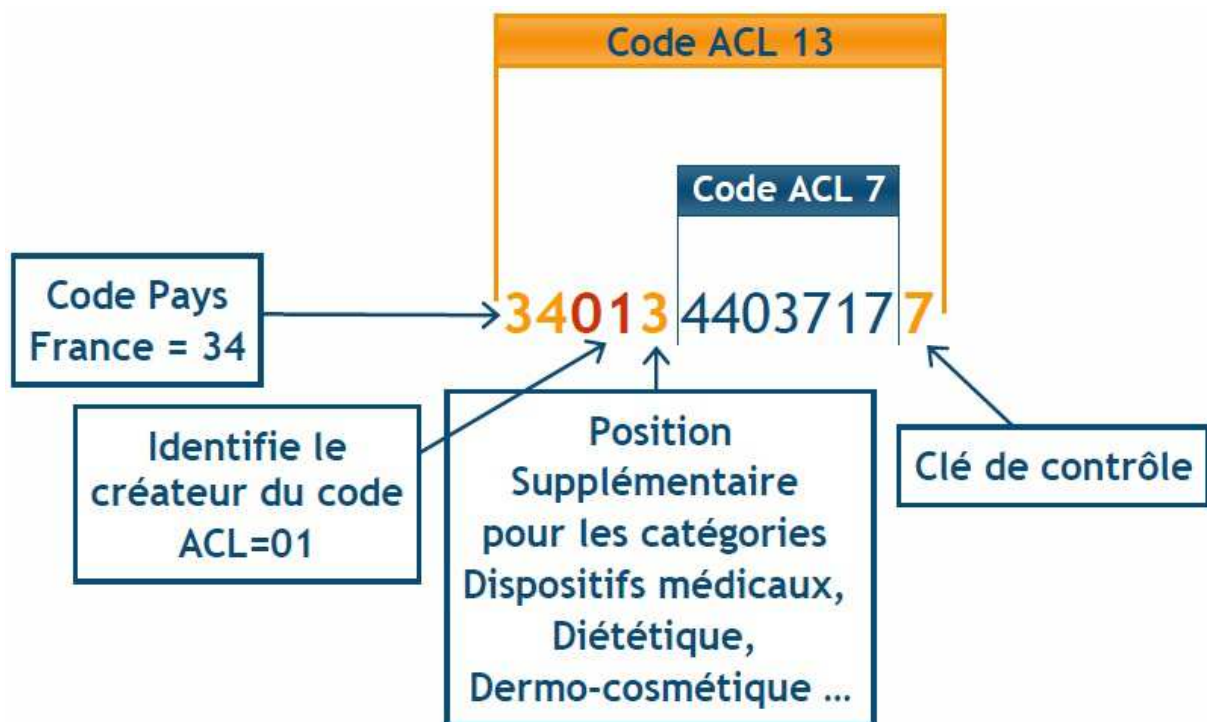 Code ACL 13
Code ACL 7
Code Pays
France = 34
3401344037177
Identifie le
créateur du code
ACL=01
Position
Supplémentaire
pour les catégories
Dispositifs médicaux,
Diététique,
Dermo-cosmétique ...
Clé de contrôle